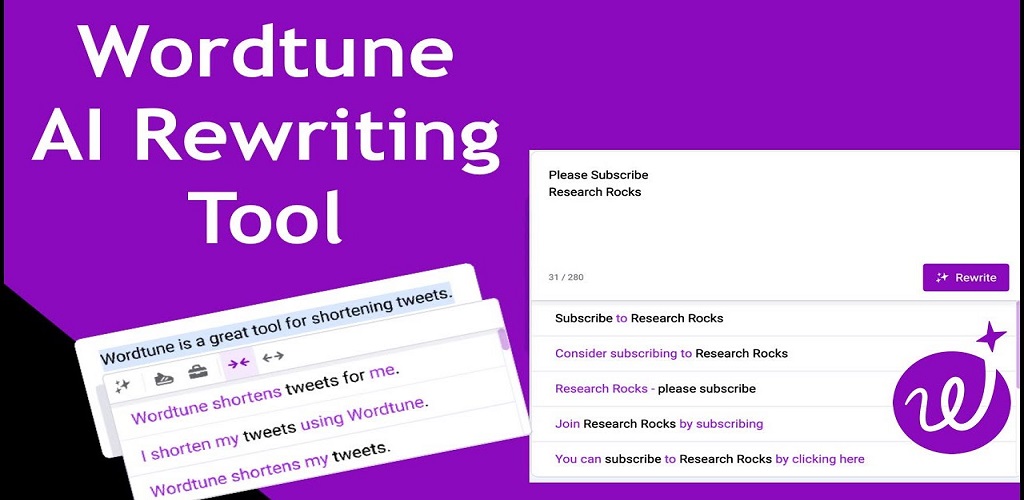 Wordtune
AI Rewriting
Tool
Wordtune is a great tool for shortening tweets.
Wordtune shortens tweets for me.
I shorten my tweets using Wordtune.
Wordtune shortens my tweets.
Please Subscribe
Research Rocks
31 / 280
Rewrite
Subscribe to Research Rocks
Consider subscribing to Research Rocks
Research Rocks - please subscribe
Join Research Rocks by subscribing
You can subscribe to Research Rocks by clicking here
w